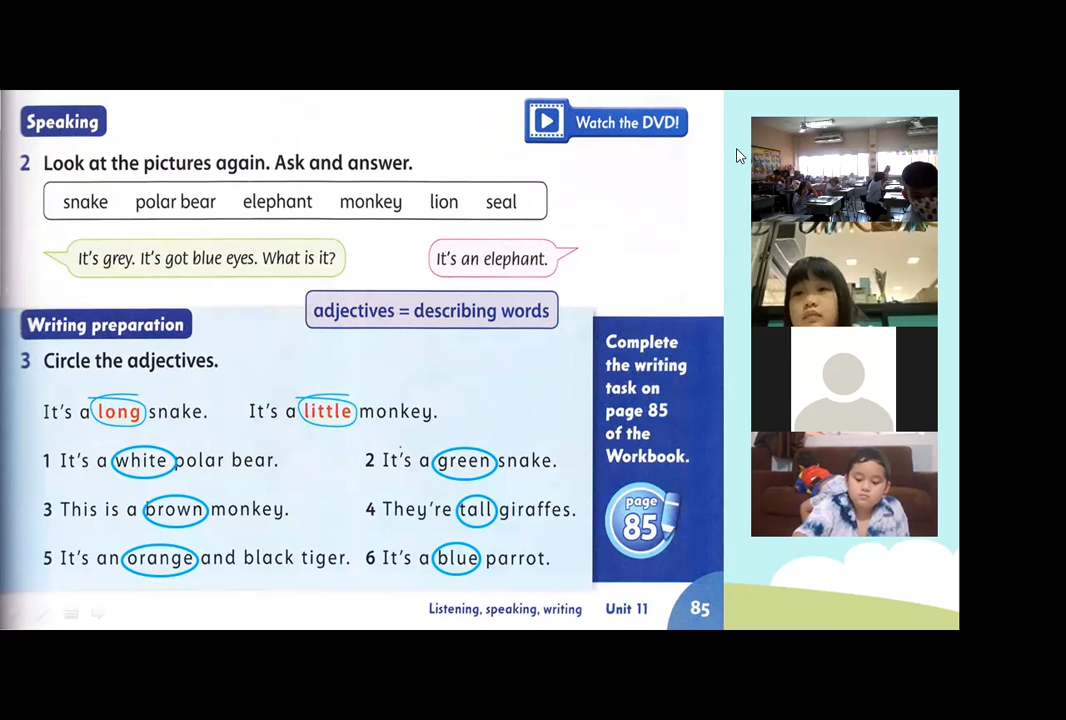 Speaking
Watch the DVD!
2 Look at the pictures again. Ask and answer.
snake polar bear elephant monkey lion seal
It's grey. It's got blue eyes. What is it?
It's an elephant.
adjectives = describing words
Writing preparation
3 Circle the adjectives.
It's a long snake. It's a little monkey.
1 It's a white polar bear. 2 It's a green snake.
3 This is a brown monkey. 4 They're tall giraffes.
5 It's an orange and black tiger. 6 It's a blue parrot.
Complete
the writing
task on
page 85
of the
Workbook.
page
85
Listening, speaking, writing Unit 11 85